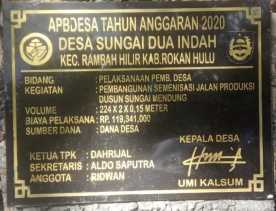 APBDESA TAHUN ANGGARAN 2020
DESA SUNGAI DUA INDAH
KEC. RAMBAH HILIR KAB.ROKAN HULU
BIDANG : PELAKSANAAN PEMB. DESA
KEGIATAN : PEMBANGUNAN SEMENISASI JALAN PRODUKSI
DUSUN SUNGAI MENDUNG
VOLUME : 224 X 2 X 0,15 METER
BIAYA PELAKSANA : RP. 119,341,000
SUMBER DANA : DANA DESA
KEPALA DESA
KETUA TPK : DAHRIJAL
SEKRETARIS : ALDO SAPUTRA
ANGGOTA : RIDWAN
UMI KALSUM